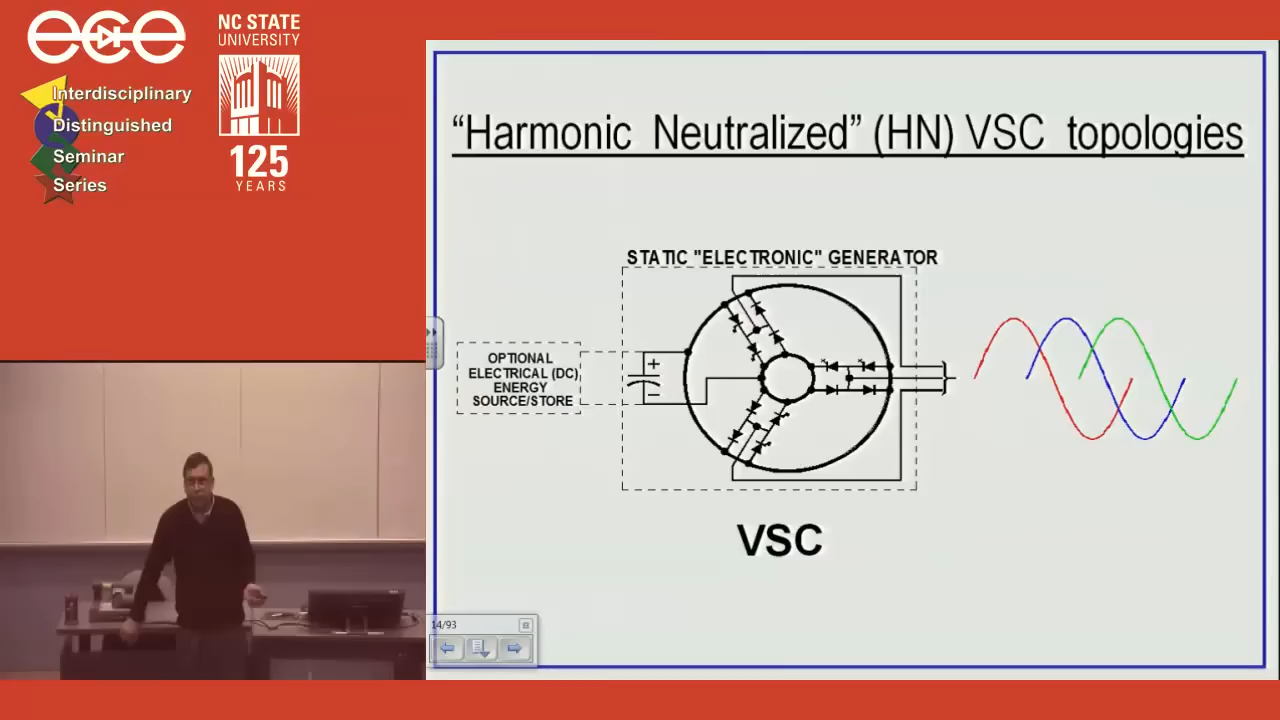 ece
NC STATE
UNIVERSITY
Interdisciplinary
Distinguished
Seminar
Series
125
YEARS
“Harmonic Neutralized” (HN) VSC topologies
STATIC "ELECTRONIC" GENERATOR
OPTIONAL
ELECTRICAL (DC)
ENERGY
SOURCE/STORE
+
−
VSC
14/93